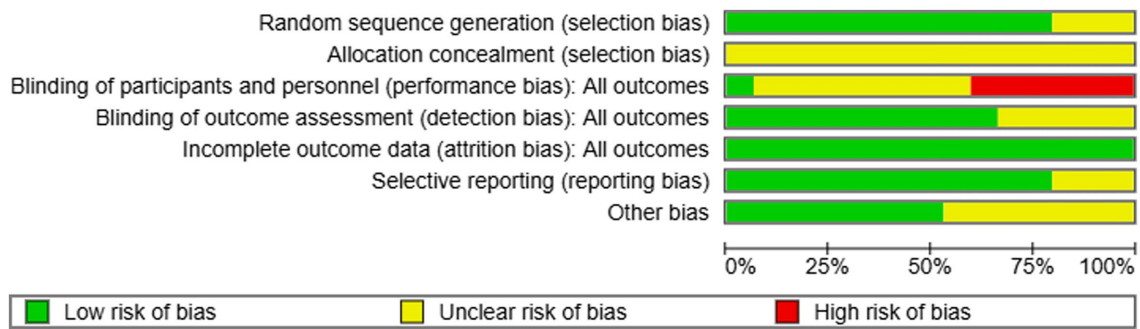 Random sequence generation (selection bias)
Allocation concealment (selection bias)
Blinding of participants and personnel (performance bias): All outcomes
Blinding of outcome assessment (detection bias): All outcomes
Incomplete outcome data (attrition bias): All outcomes
Selective reporting (reporting bias)
Other bias
0% 25% 50% 75% 100%
Low risk of bias Unclear risk of bias High risk of bias